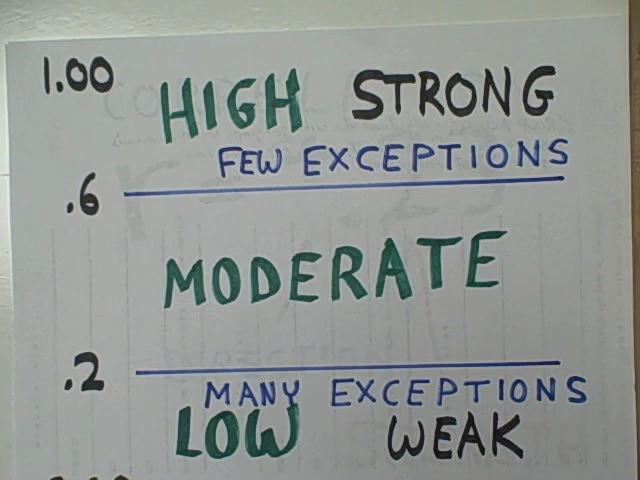 1.00 HIGH STRONG
FEW EXCEPTIONS
.6
MODERATE
.2
MANY EXCEPTIONS
LOW WEAK